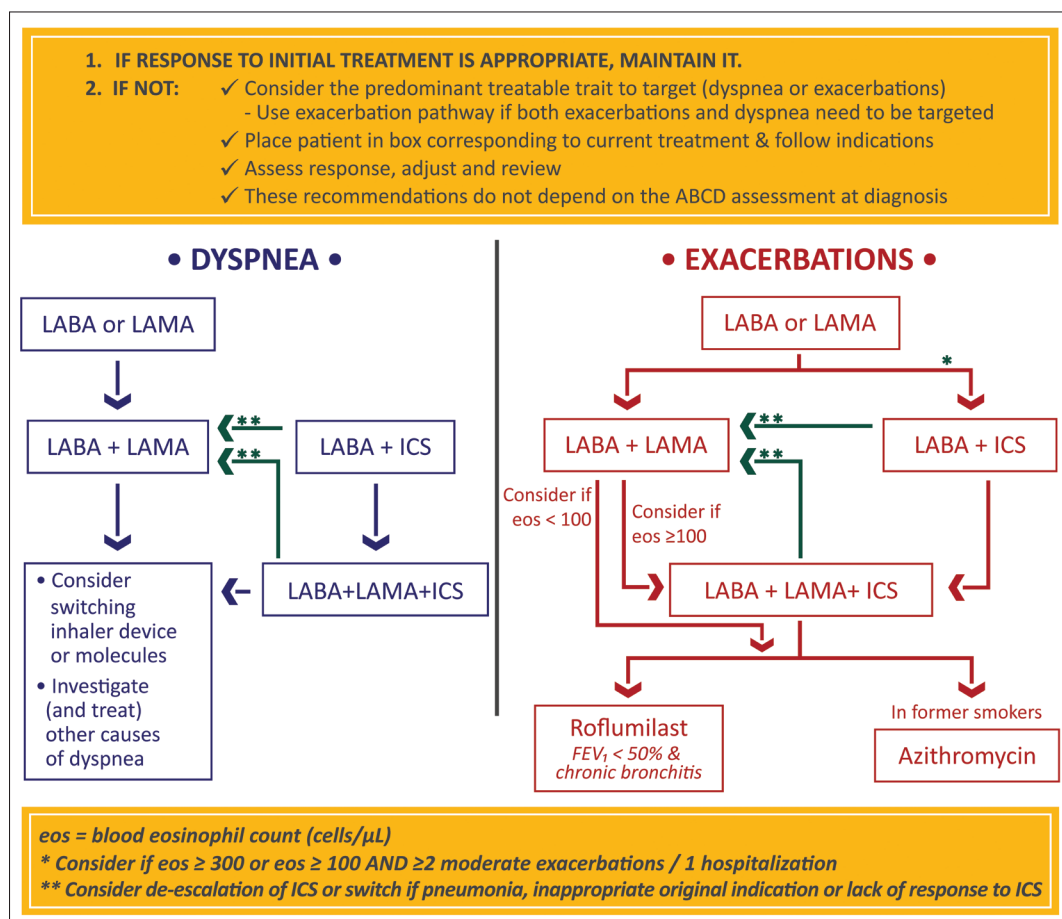 1. IF RESPONSE TO INITIAL TREATMENT IS APPROPRIATE, MAINTAIN IT.
2. IF NOT: ✓ Consider the predominant treatable trait to target (dyspnea or exacerbations)
- Use exacerbation pathway if both exacerbations and dyspnea need to be targeted
✓ Place patient in box corresponding to current treatment & follow indications
✓ Assess response, adjust and review
✓ These recommendations do not depend on the ABCD assessment at diagnosis
• DYSPNEA •
LABA or LAMA
LABA + LAMA
**
**
LABA + ICS
• Consider
switching
inhaler device
or molecules
• Investigate
(and treat)
other causes
of dyspnea
LABA+LAMA+ICS
• EXACERBATIONS •
LABA or LAMA
*
LABA + LAMA
**
**
LABA + ICS
Consider if
eos < 100
Consider if
eos ≥100
LABA + LAMA+ ICS
Roflumilast
FEV₁ < 50% &
chronic bronchitis
In former smokers
Azithromycin
eos = blood eosinophil count (cells/µL)
* Consider if eos ≥ 300 or eos ≥ 100 AND ≥2 moderate exacerbations / 1 hospitalization
** Consider de-escalation of ICS or switch if pneumonia, inappropriate original indication or lack of response to ICS